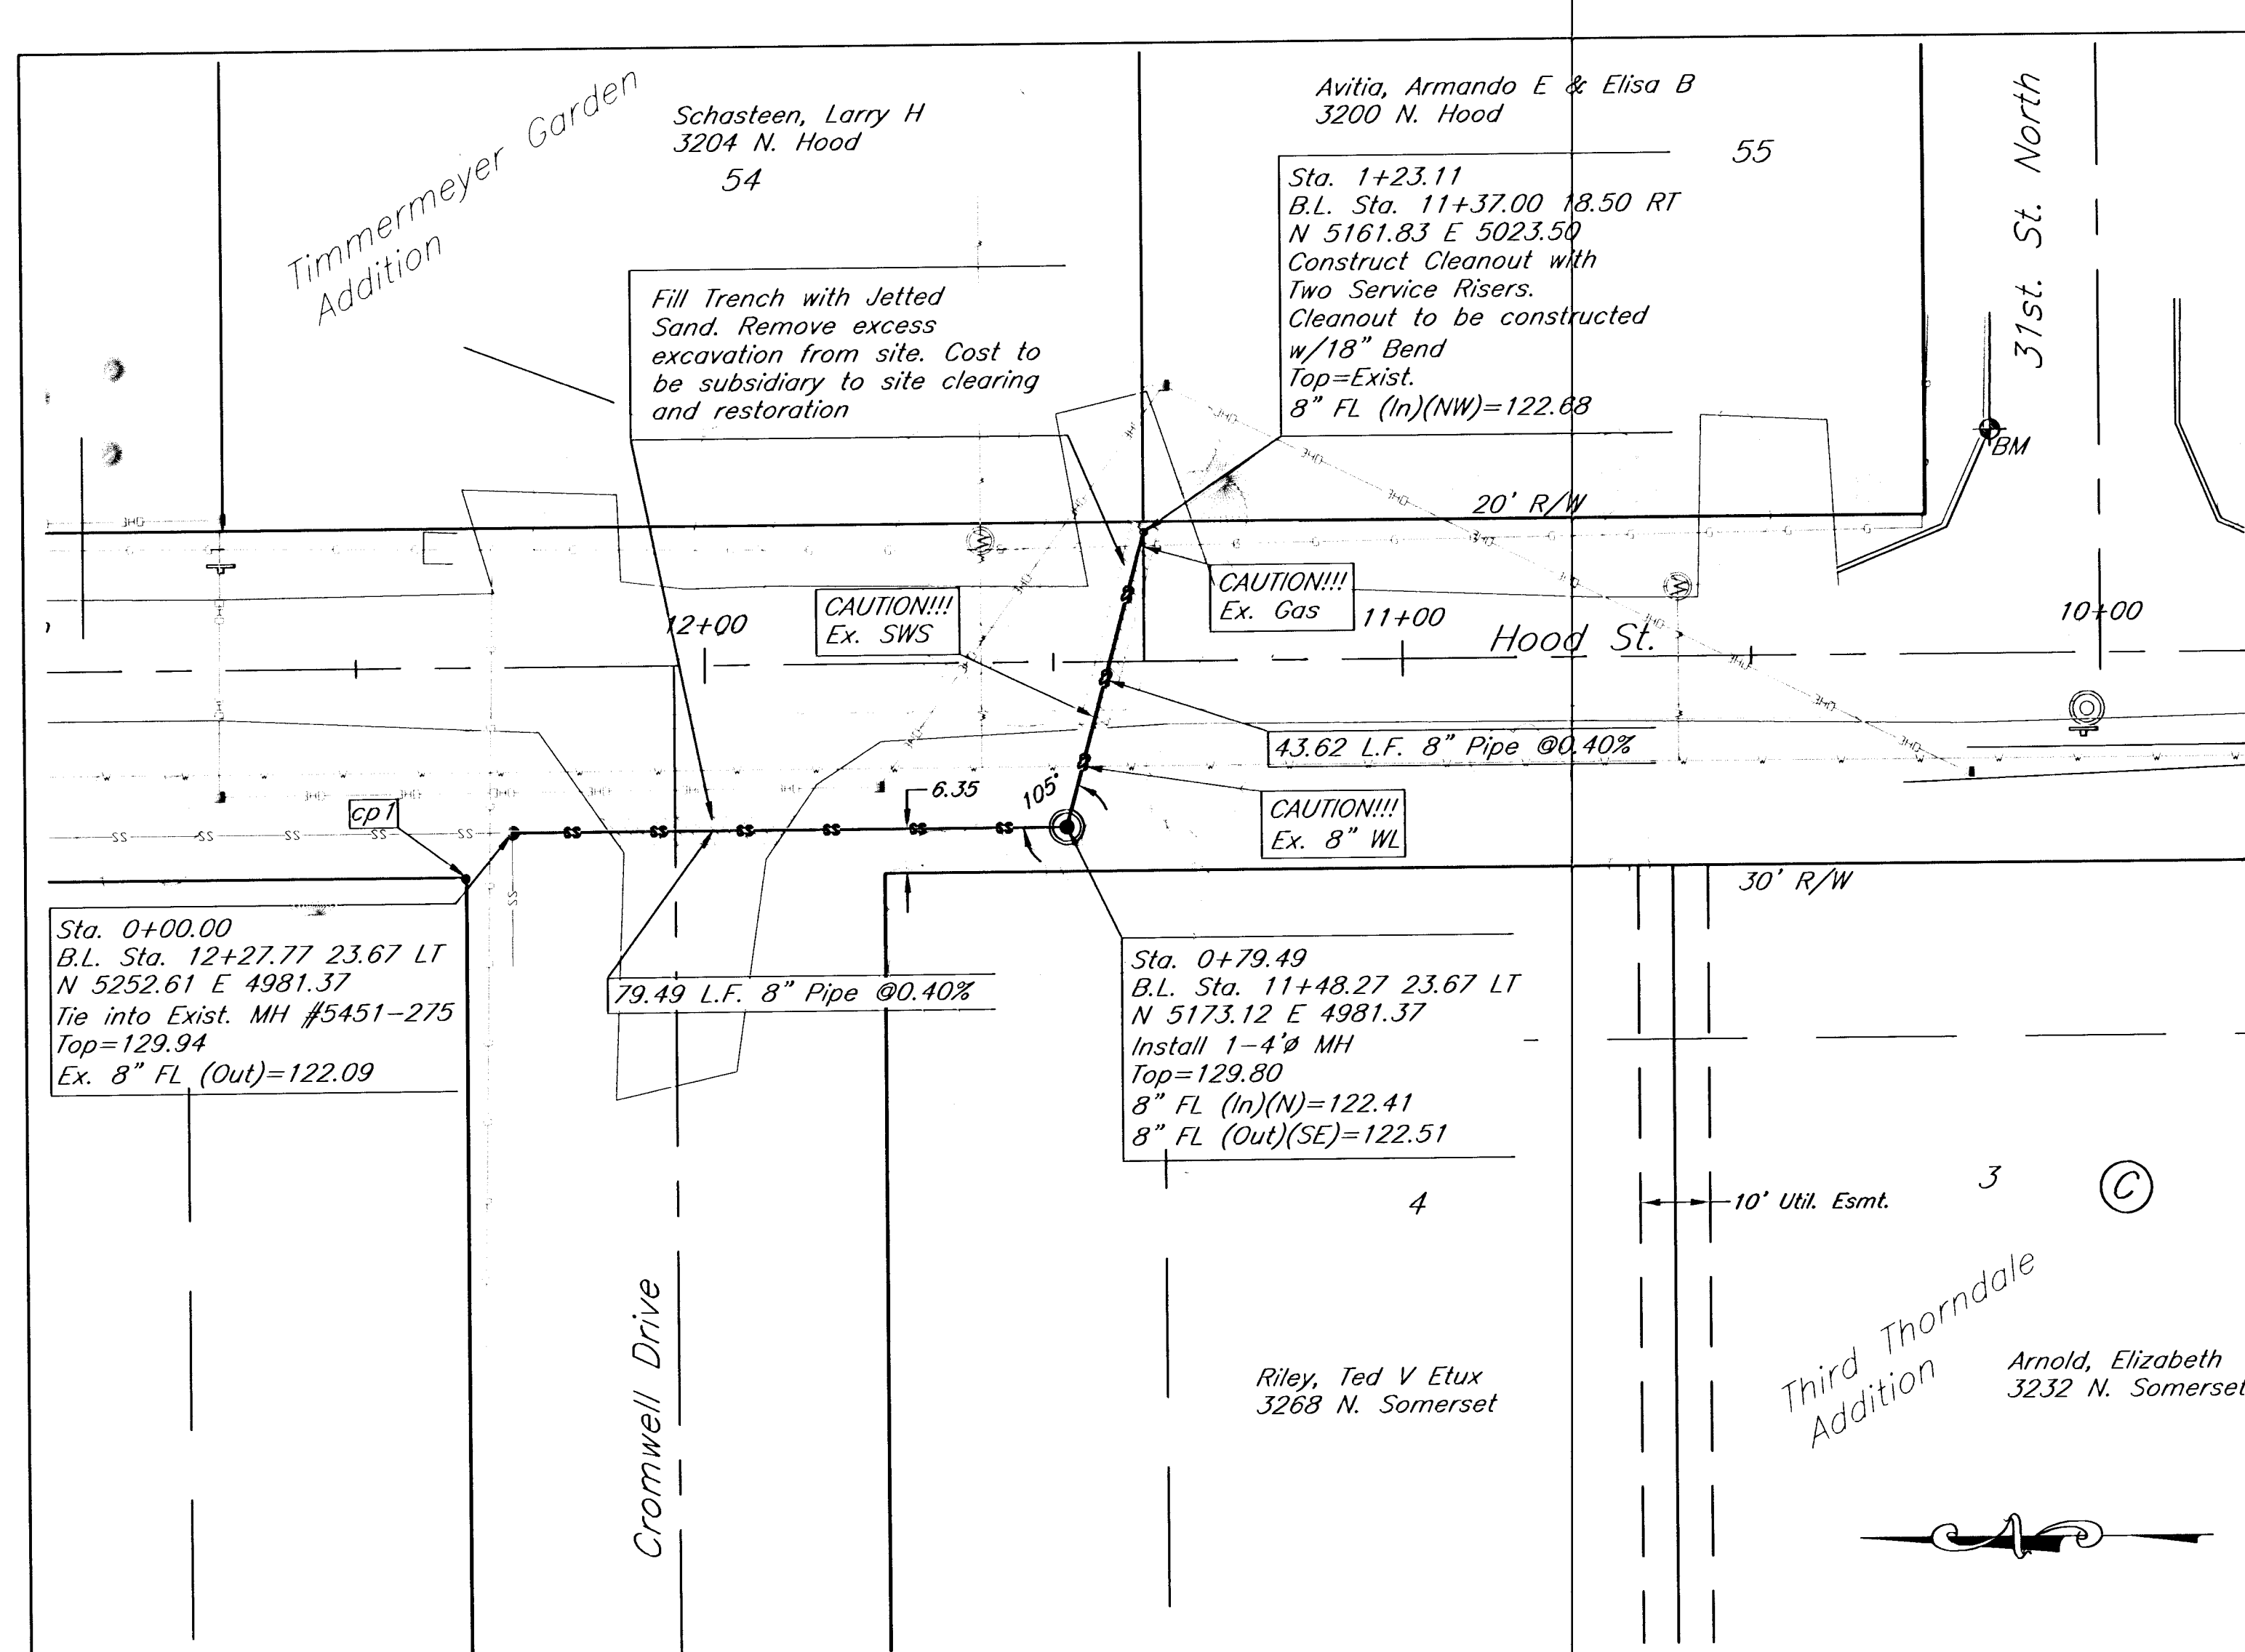 Timmermeyer Garden
Addition
Schasteen, Larry H
3204 N. Hood
54
Avitia, Armando E & Elisa B
3200 N. Hood
55
31st. St. North
Sta. 1+23.11
B.L. Sta. 11+37.00 18.50 RT
N 5161.83 E 5023.50
Construct Cleanout with
Two Service Risers.
Cleanout to be constructed
w/18" Bend
Top=Exist.
8" FL (In)(NW)=122.68
Fill Trench with Jetted
Sand. Remove excess
excavation from site. Cost to
be subsidiary to site clearing
and restoration
BM
20' R/W
CAUTION!!!
Ex. SWS
CAUTION!!!
Ex. Gas
12+00
11+00
10+00
Hood St.
43.62 L.F. 8" Pipe @0.40%
CAUTION!!!
Ex. 8" WL
6.35
105°
cp1
30' R/W
Sta. 0+00.00
B.L. Sta. 12+27.77 23.67 LT
N 5252.61 E 4981.37
Tie into Exist. MH #5451-275
Top=129.94
Ex. 8" FL (Out)=122.09
79.49 L.F. 8" Pipe @0.40%
Sta. 0+79.49
B.L. Sta. 11+48.27 23.67 LT
N 5173.12 E 4981.37
Install 1-4'ø MH
Top=129.80
8" FL (In)(N)=122.41
8" FL (Out)(SE)=122.51
4
3
C
10' Util. Esmt.
Cromwell Drive
Third Thorndale
Addition
Riley, Ted V Etux
3268 N. Somerset
Arnold, Elizabeth
3232 N. Somerset